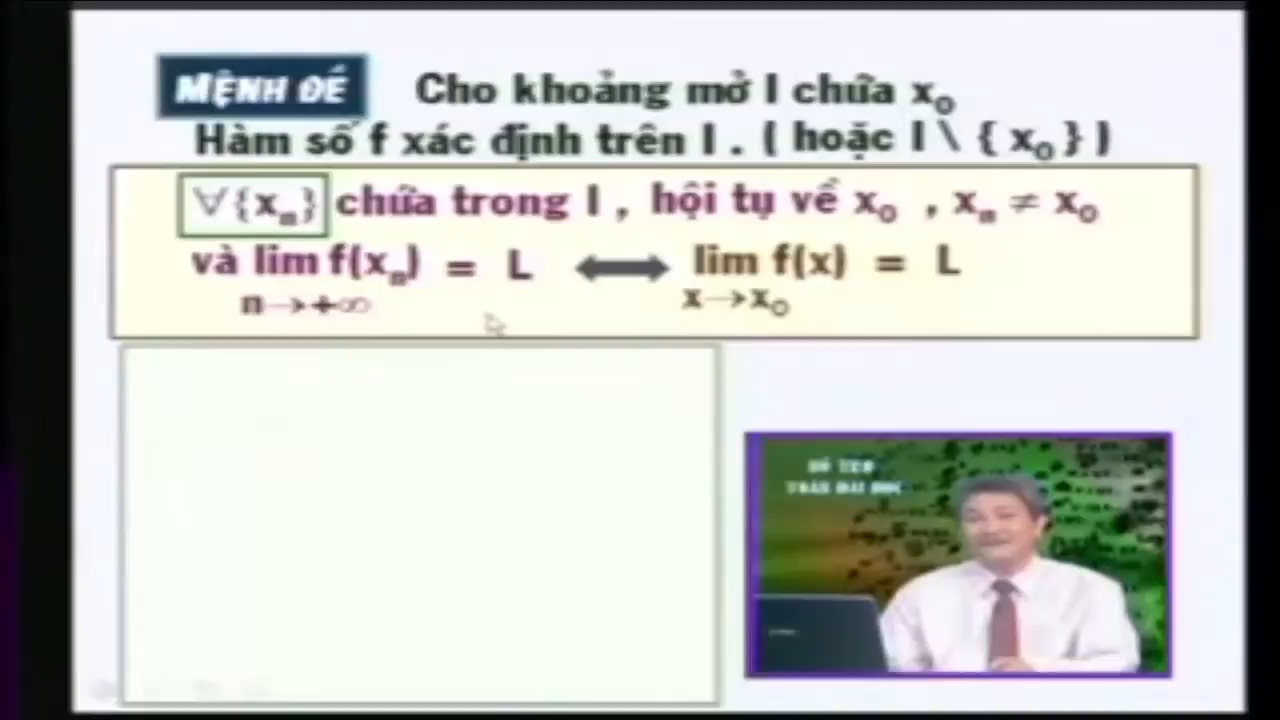 MỆNH ĐỀ Cho khoảng mở I chứa x₀
Hàm số f xác định trên I . ( hoặc I \ { x₀ } )
∀{xₙ} chứa trong I , hội tụ về x₀ , xₙ ≠ x₀
và lim f(xₙ) = L ⟷ lim f(x) = L
n→+∞ x→x₀